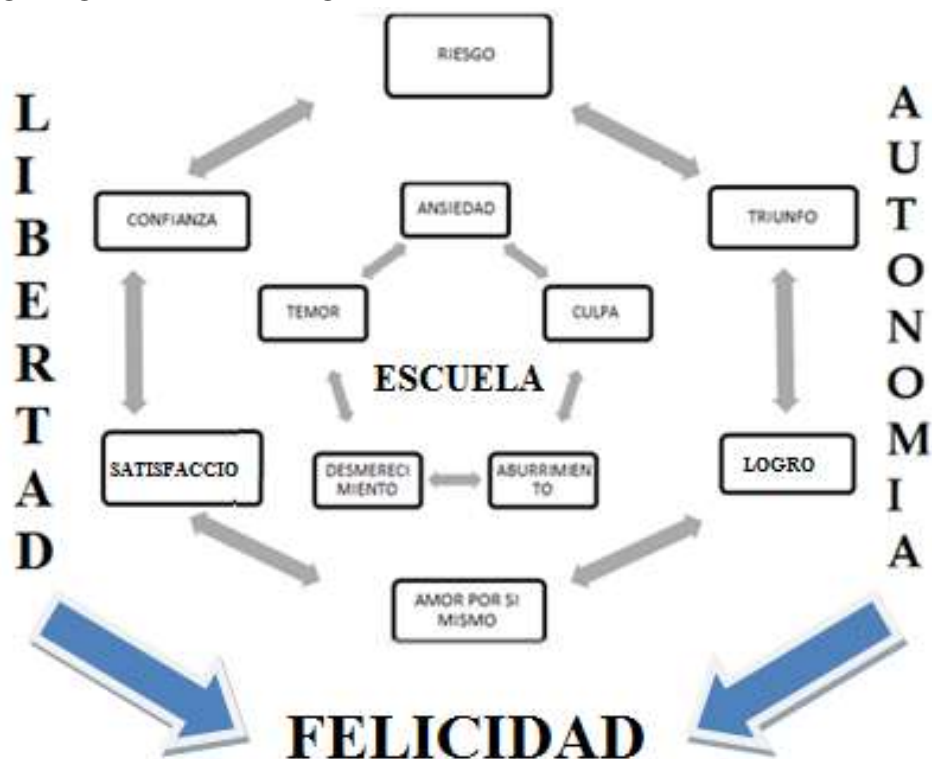 RIESGO
LIBERTAD
AUTONOMIA
CONFIANZA
ANSIEDAD
TRIUNFO
TEMOR
CULPA
ESCUELA
SATISFACCIO
DESMERECI
MIENTO
ABURRIMIEN
TO
LOGRO
AMOR POR SI
MISMO
FELICIDAD